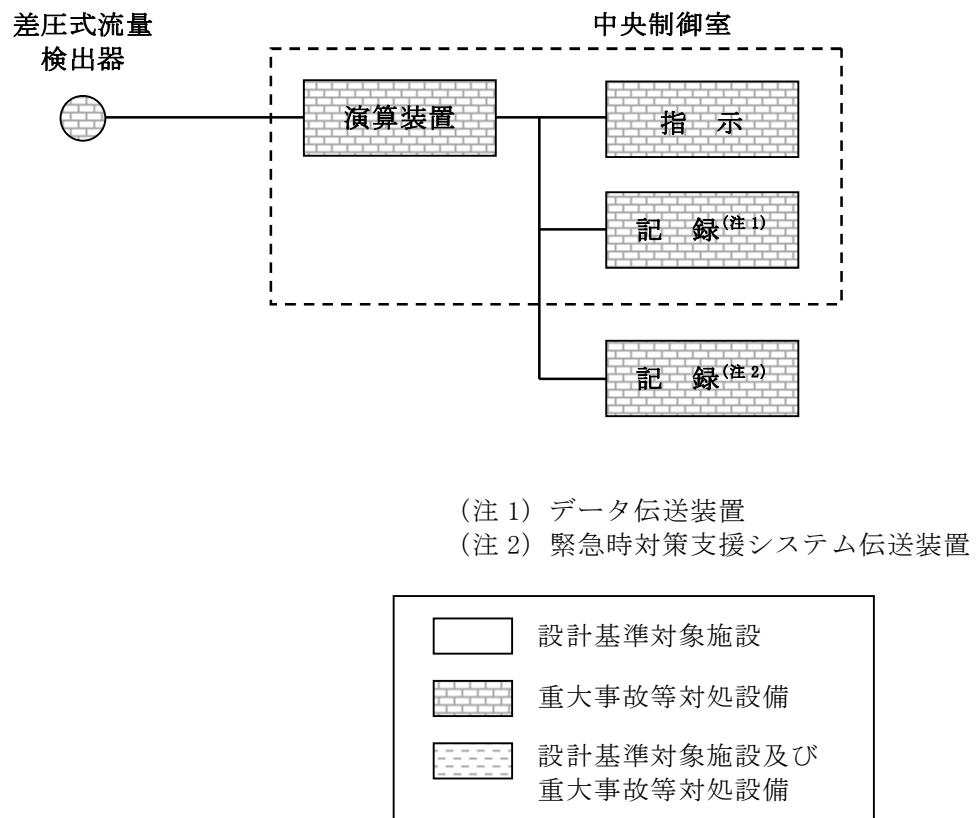 差圧式流量
検出器
中央制御室
演算装置
指 示
記 録(注 1)
記 録(注 2)
(注 1) データ伝送装置
(注 2) 緊急時対策支援システム伝送装置
設計基準対象施設
重大事故等対処設備
設計基準対象施設及び
重大事故等対処設備